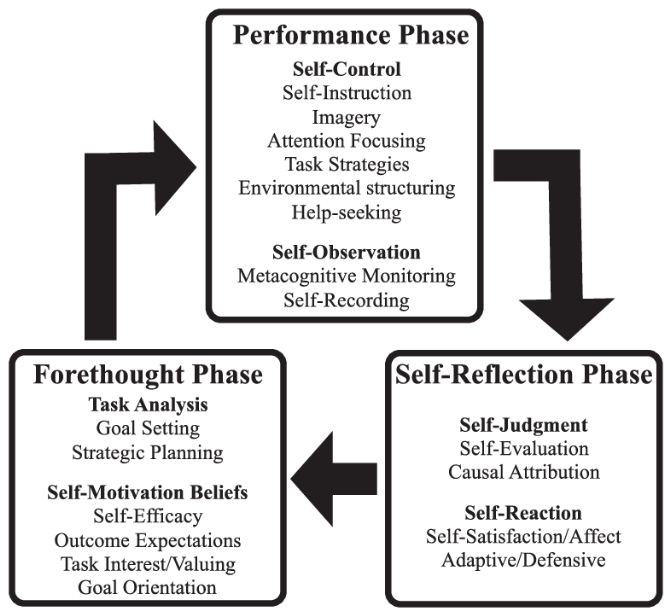 Performance Phase
Self-Control
Self-Instruction
Imagery
Attention Focusing
Task Strategies
Environmental structuring
Help-seeking
Self-Observation
Metacognitive Monitoring
Self-Recording
Forethought Phase
Task Analysis
Goal Setting
Strategic Planning
Self-Motivation Beliefs
Self-Efficacy
Outcome Expectations
Task Interest/Valuing
Goal Orientation
Self-Reflection Phase
Self-Judgment
Self-Evaluation
Causal Attribution
Self-Reaction
Self-Satisfaction/Affect
Adaptive/Defensive